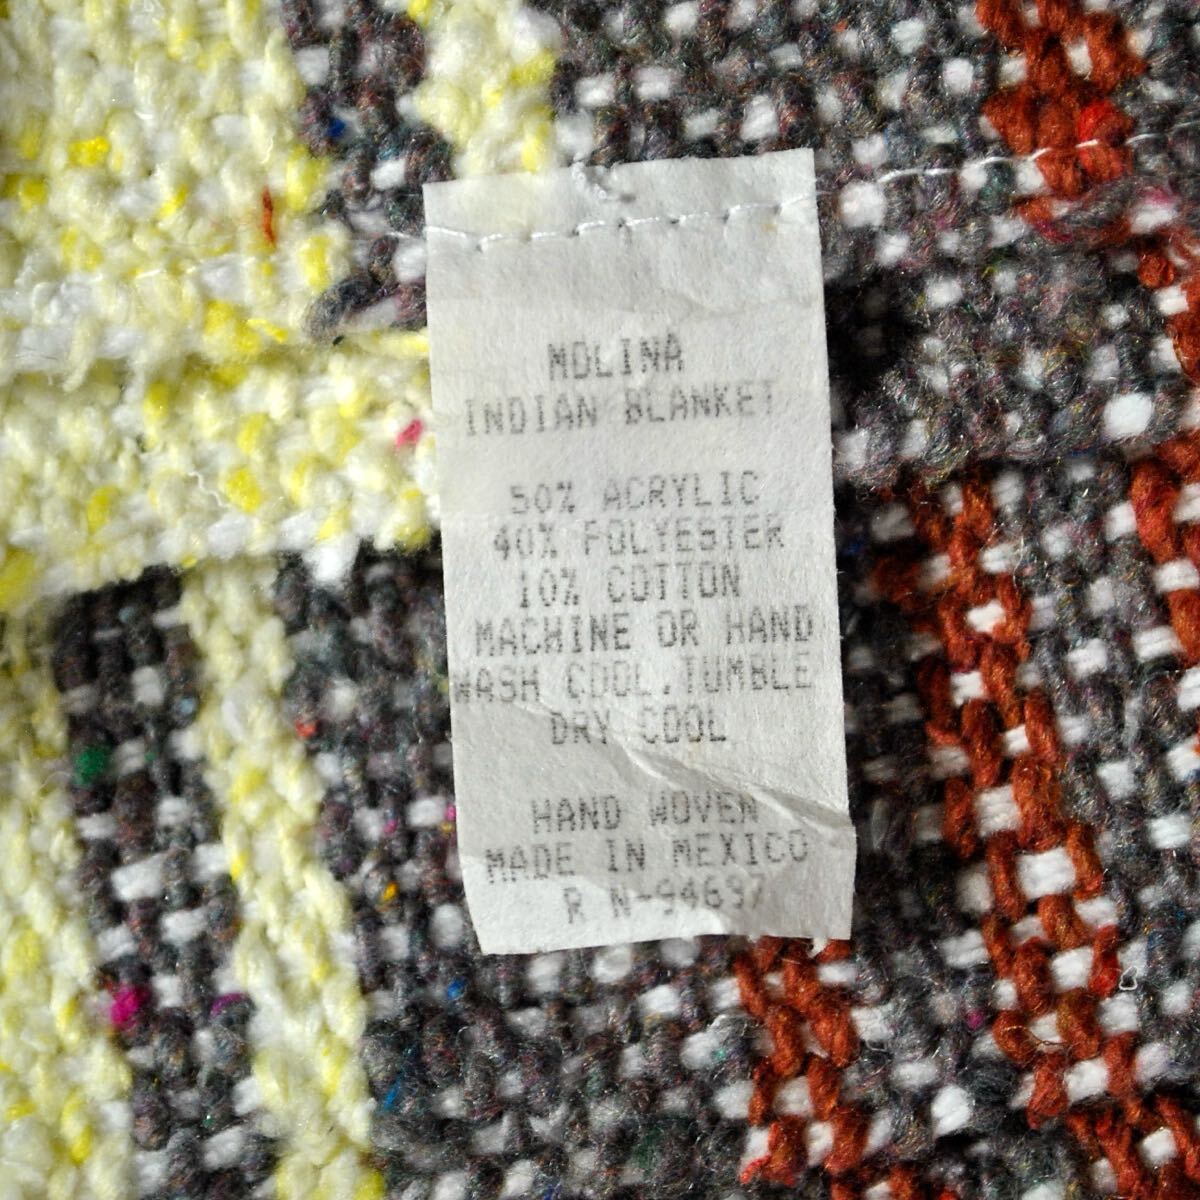 MOLINA
INDIAN BLANKET
50% ACRYLIC
40% POLYESTER
10% COTTON
MACHINE OR HAND
WASH COOL.TUMBLE
DRY COOL
HAND WOVEN
MADE IN MEXICO
R N-94697